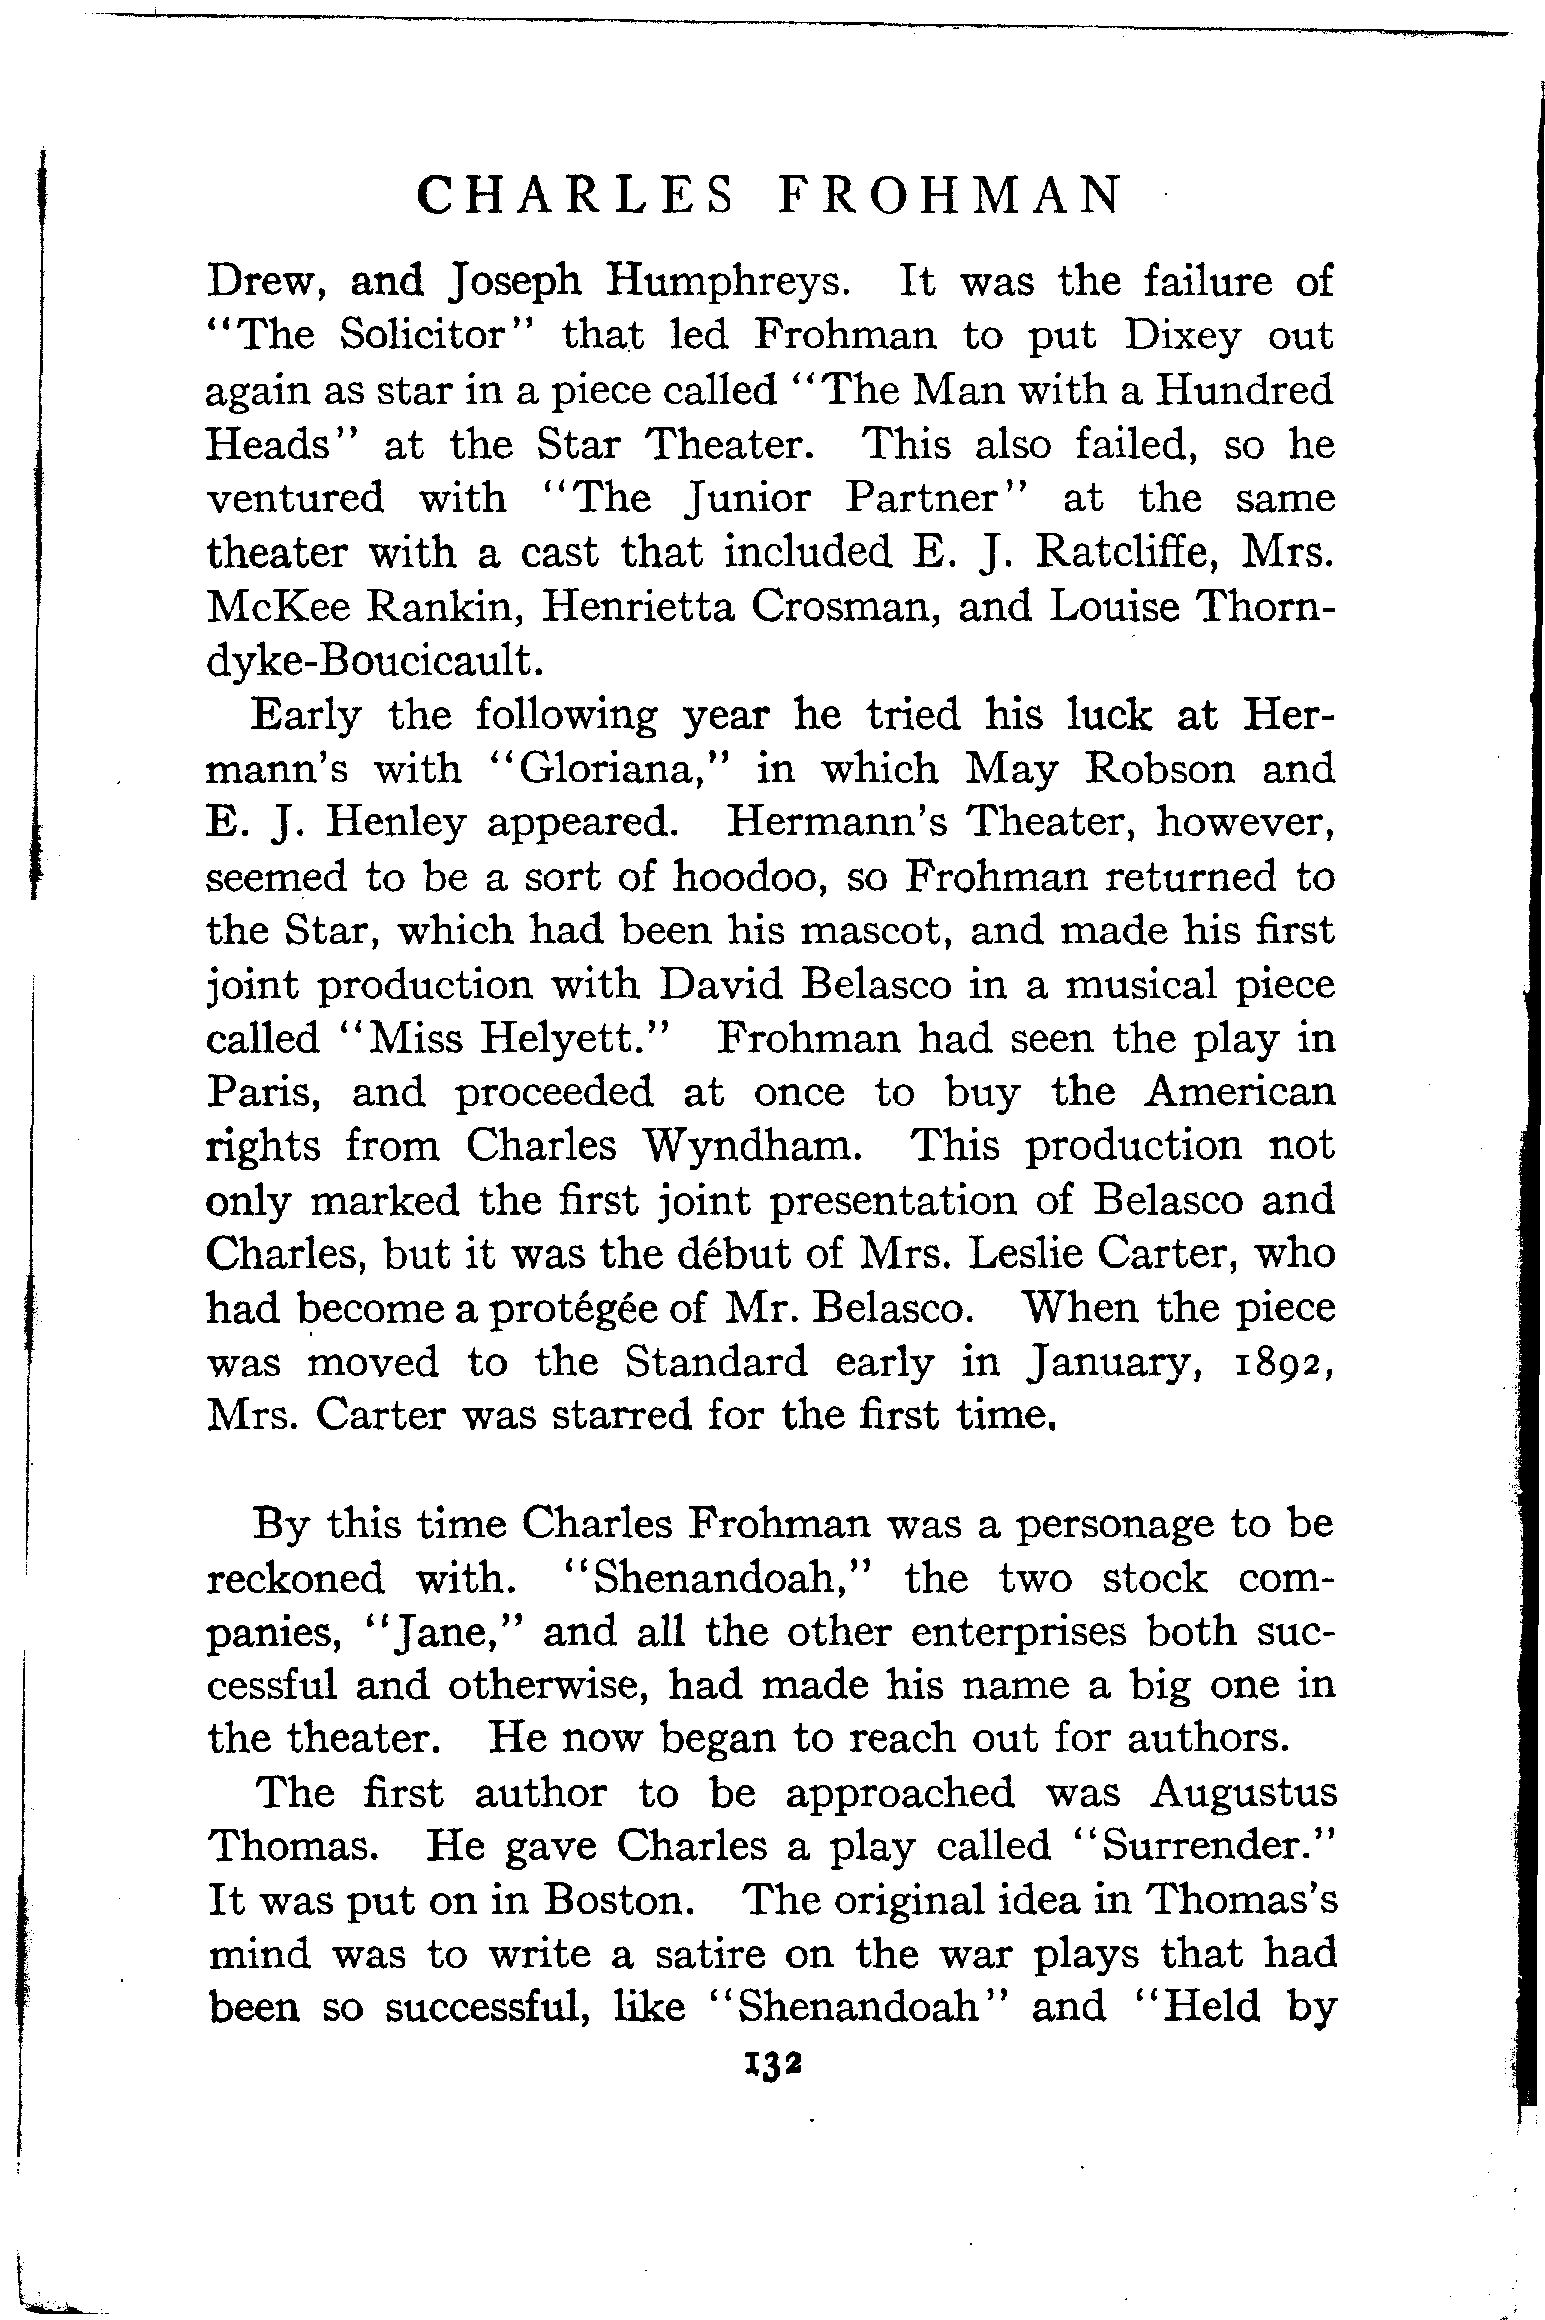 CHARLES FROHMAN
Drew, and Joseph Humphreys. It was the failure of
"The Solicitor" that led Frohman to put Dixey out
again as star in a piece called "The Man with a Hundred
Heads" at the Star Theater. This also failed, so he
ventured with "The Junior Partner" at the same
theater with a cast that included E. J. Ratcliffe, Mrs.
McKee Rankin, Henrietta Crosman, and Louise Thorn-
dyke-Boucicault.
Early the following year he tried his luck at Her-
mann's with "Gloriana," in which May Robson and
E. J. Henley appeared. Hermann's Theater, however,
seemed to be a sort of hoodoo, so Frohman returned to
the Star, which had been his mascot, and made his first
joint production with David Belasco in a musical piece
called "Miss Helyett." Frohman had seen the play in
Paris, and proceeded at once to buy the American
rights from Charles Wyndham. This production not
only marked the first joint presentation of Belasco and
Charles, but it was the début of Mrs. Leslie Carter, who
had become a protégée of Mr. Belasco. When the piece
was moved to the Standard early in January, 1892,
Mrs. Carter was starred for the first time.
By this time Charles Frohman was a personage to be
reckoned with. "Shenandoah," the two stock com-
panies, "Jane," and all the other enterprises both suc-
cessful and otherwise, had made his name a big one in
the theater. He now began to reach out for authors.
The first author to be approached was Augustus
Thomas. He gave Charles a play called "Surrender."
It was put on in Boston. The original idea in Thomas's
mind was to write a satire on the war plays that had
been so successful, like "Shenandoah" and "Held by
132